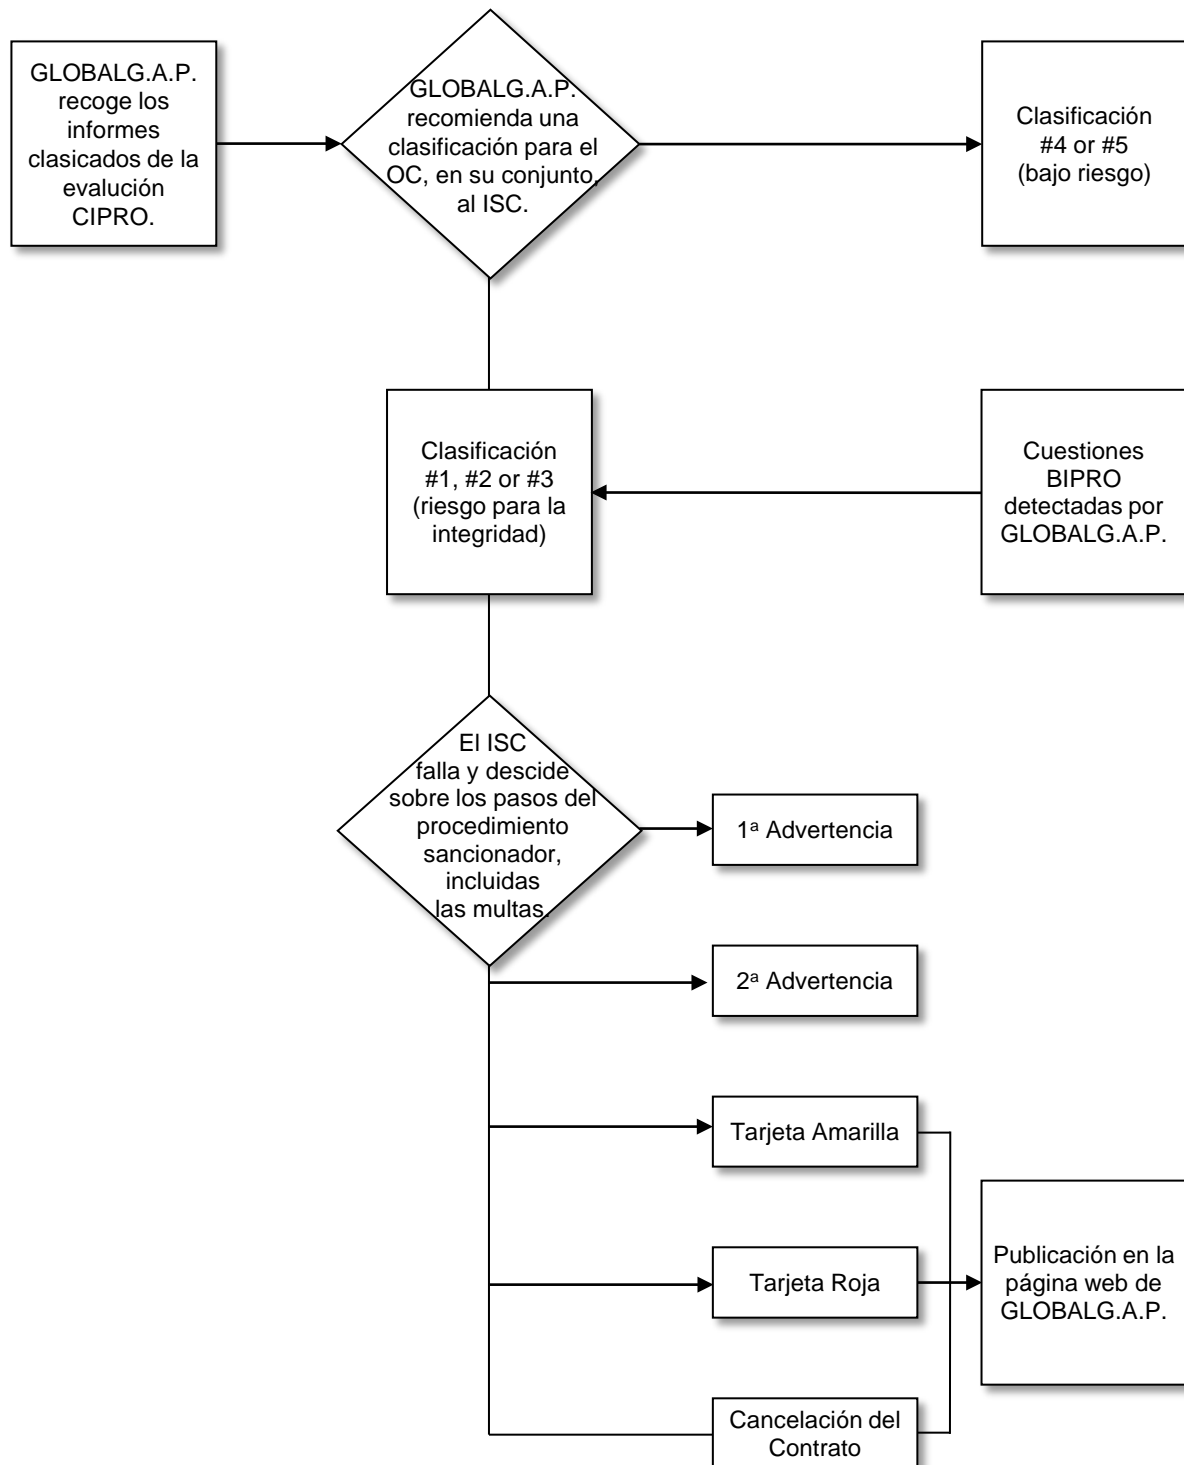 GLOBALG.A.P.
recoge los
informes
clasicados de la
evalución
CIPRO.
GLOBALG.A.P.
recomienda una
clasificación para el
OC, en su conjunto,
al ISC.
Clasificación
#4 or #5
(bajo riesgo)
Clasificación
#1, #2 or #3
(riesgo para la
integridad)
Cuestiones
BIPRO
detectadas por
GLOBALG.A.P.
El ISC
falla y descide
sobre los pasos del
procedimiento
sancionador,
incluidas
las multas.
1ª Advertencia
2ª Advertencia
Tarjeta Amarilla
Tarjeta Roja
Publicación en la
página web de
GLOBALG.A.P.
Cancelación del
Contrato